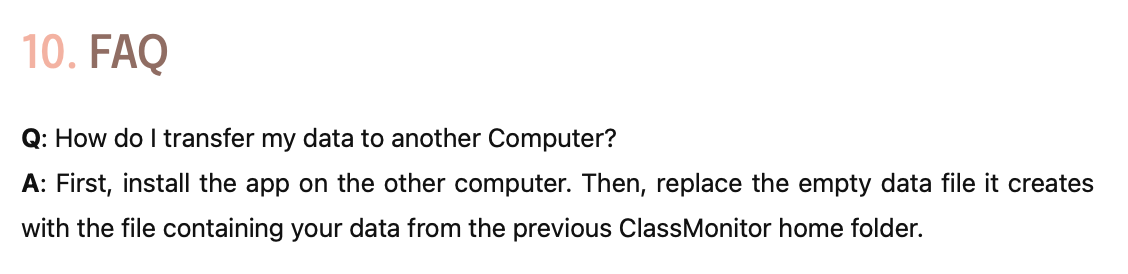 10. FAQ
Q: How do I transfer my data to another Computer?
A: First, install the app on the other computer. Then, replace the empty data file it creates
with the file containing your data from the previous ClassMonitor home folder.